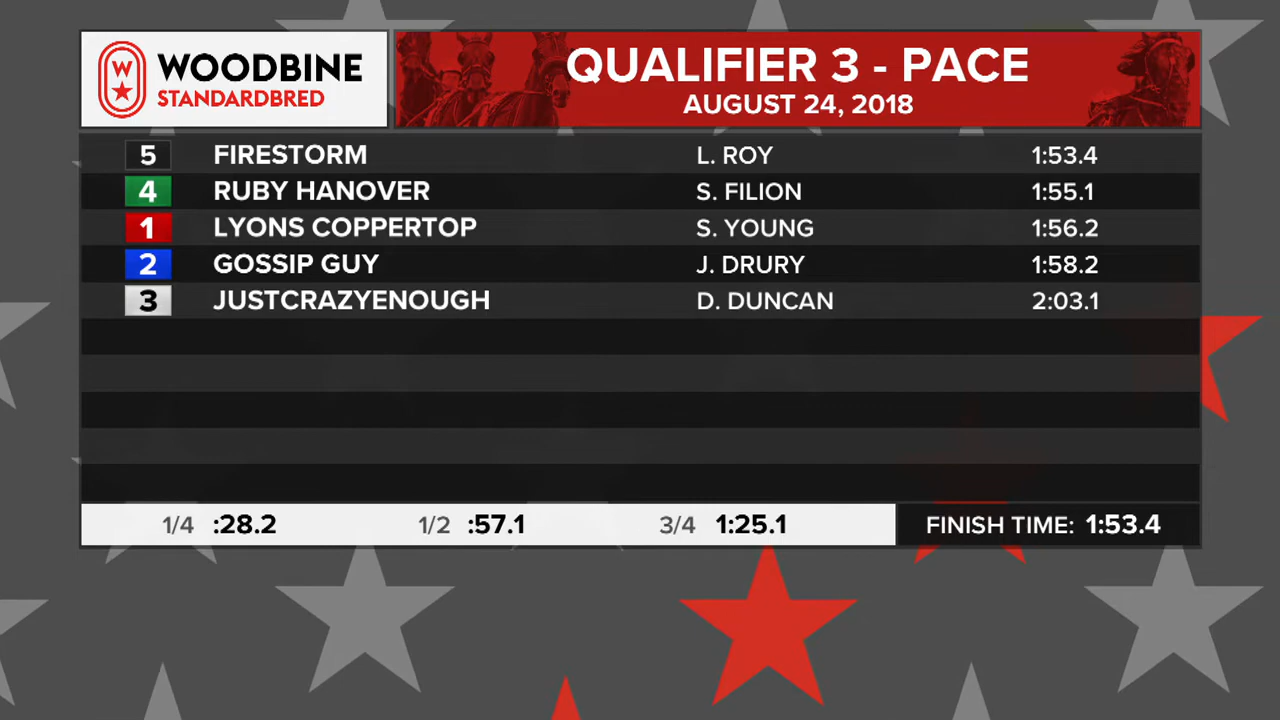 W
WOODBINE
STANDARDBRED
QUALIFIER 3 - PACE
AUGUST 24, 2018
5 FIRESTORM L. ROY 1:53.4
4 RUBY HANOVER S. FILION 1:55.1
1 LYONS COPPERTOP S. YOUNG 1:56.2
2 GOSSIP GUY J. DRURY 1:58.2
3 JUSTCRAZYENOUGH D. DUNCAN 2:03.1
1/4 :28.2 1/2 :57.1 3/4 1:25.1 FINISH TIME: 1:53.4